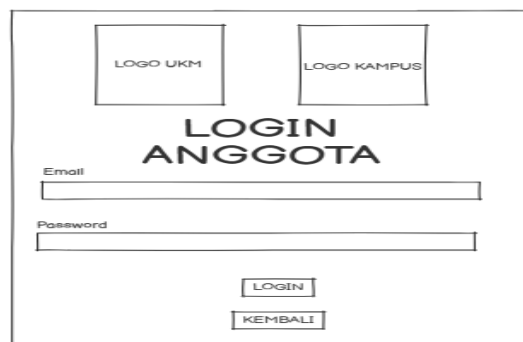 LOGO UKM
LOGO KAMPUS
LOGIN
ANGGOTA
Email
Password
LOGIN
KEMBALI